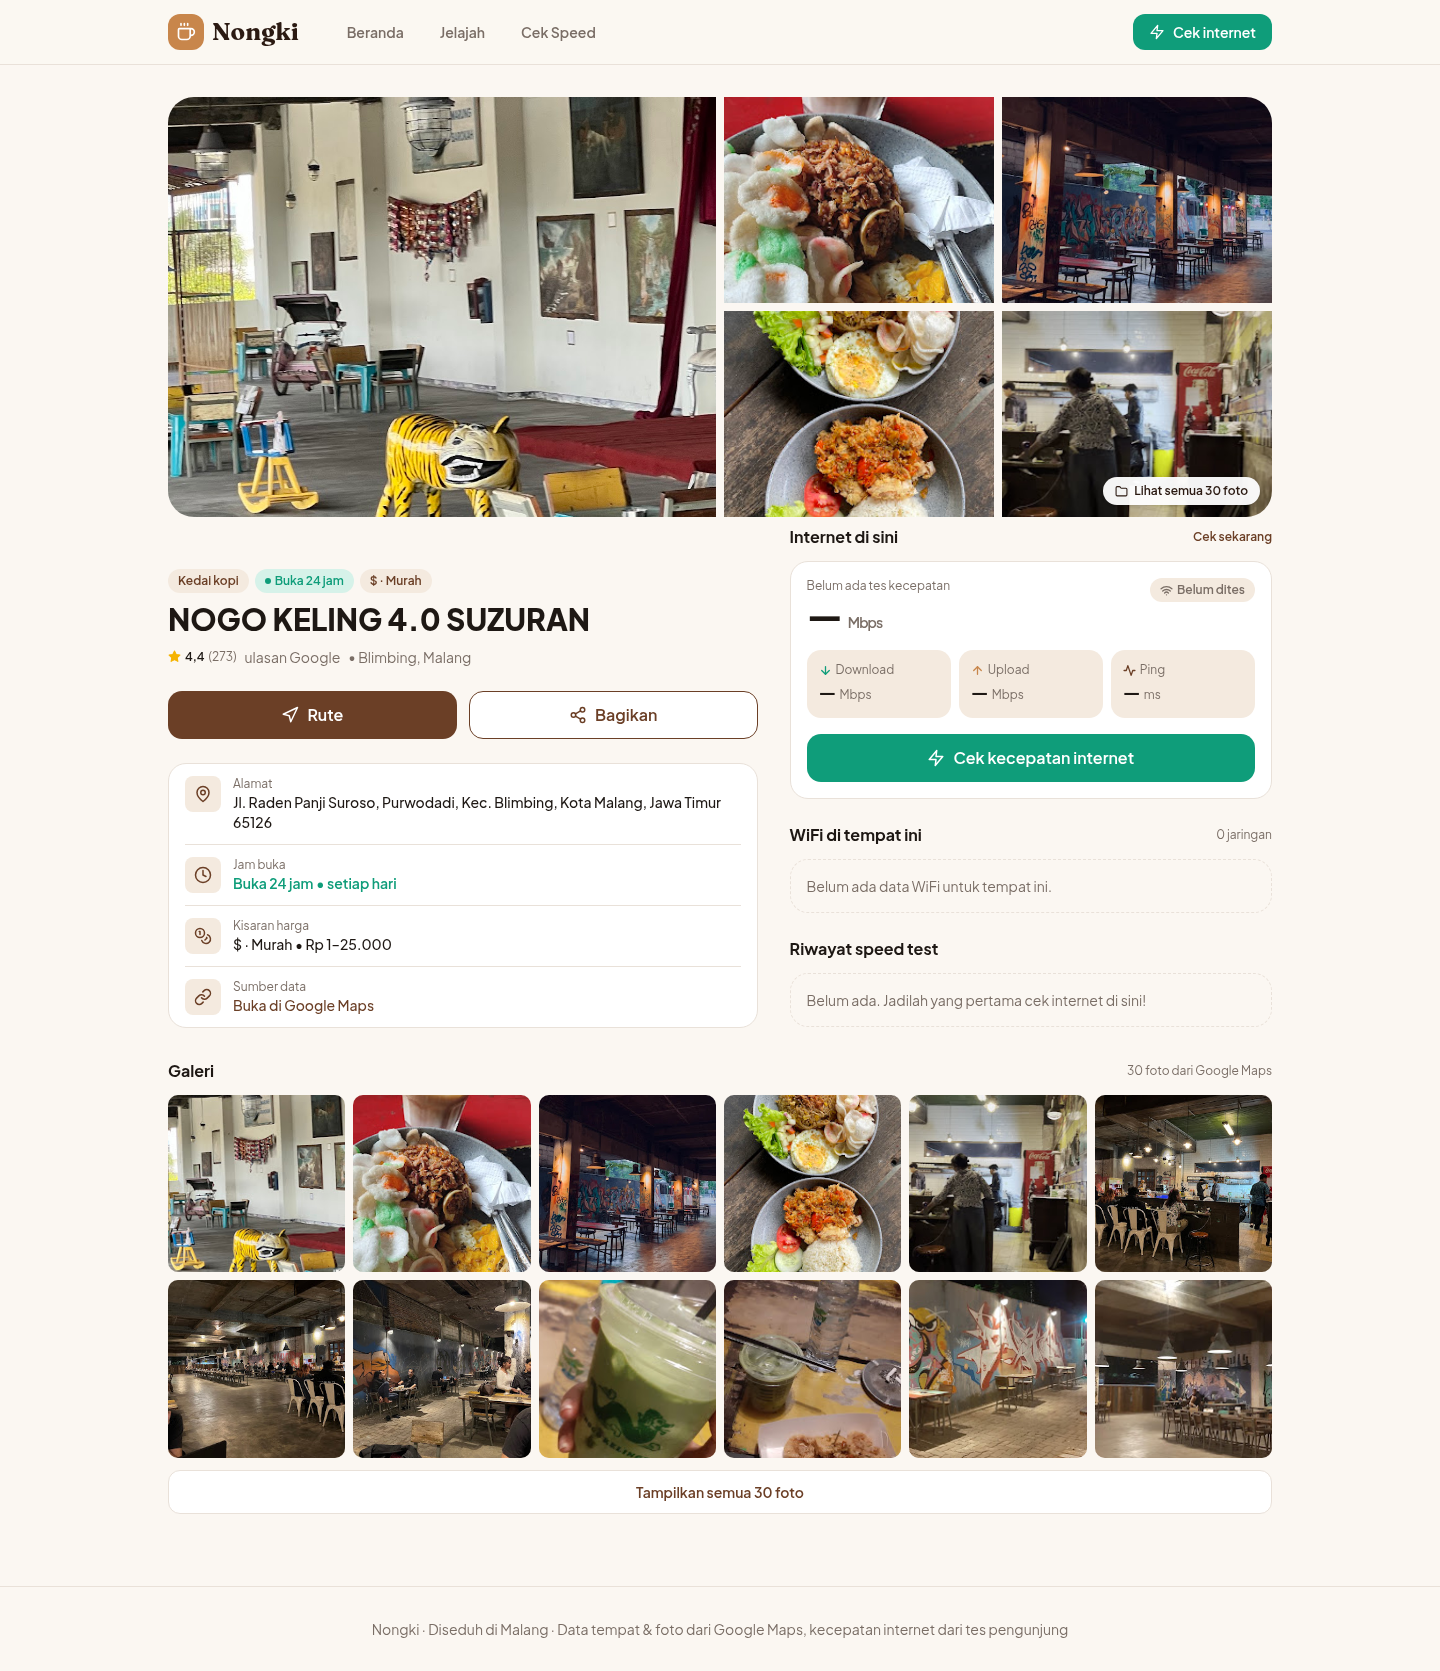 Nongki
Beranda
Jelajah
Cek Speed
Cek internet
Coca-Cola
Lihat semua 30 foto
Kedai kopi
Buka 24 jam
$ · Murah
NOGO KELING 4.0 SUZURAN
4,4 (273) ulasan Google • Blimbing, Malang
Rute
Bagikan
Alamat
Jl. Raden Panji Suroso, Purwodadi, Kec. Blimbing, Kota Malang, Jawa Timur
65126
Jam buka
Buka 24 jam • setiap hari
Kisaran harga
$ · Murah • Rp 1–25.000
Sumber data
Buka di Google Maps
Internet di sini
Cek sekarang
Belum ada tes kecepatan
Belum dites
— Mbps
Download
— Mbps
Upload
— Mbps
Ping
— ms
Cek kecepatan internet
WiFi di tempat ini
0 jaringan
Belum ada data WiFi untuk tempat ini.
Riwayat speed test
Belum ada. Jadilah yang pertama cek internet di sini!
Galeri
30 foto dari Google Maps
Tampilkan semua 30 foto
Nongki · Diseduh di Malang · Data tempat & foto dari Google Maps, kecepatan internet dari tes pengunjung